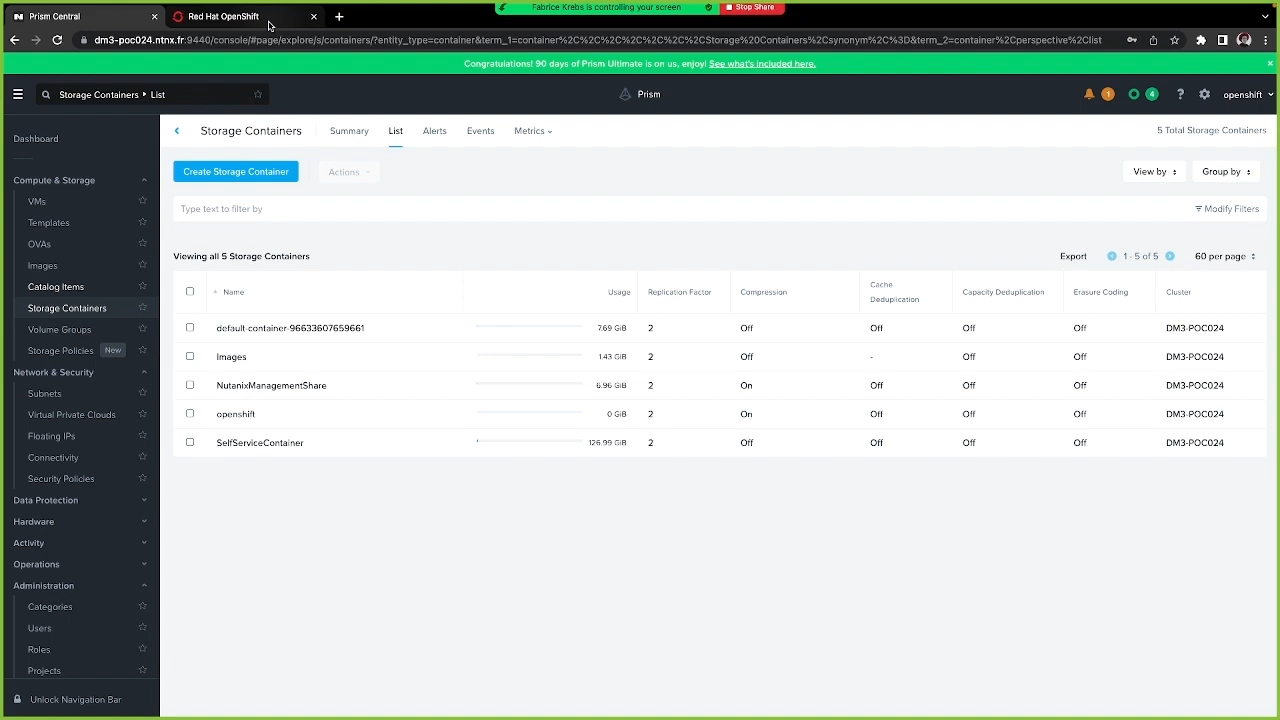 Prism Central
Red Hat OpenShift
Fabrice Krebs is controlling your screen
Stop Share
dm3-poc024.ntnx.fr:9440/console/#page/explore/s/containers/?entity_type=container&term_1=container%2C%2C%2C%2C%2C%2CStorage%20Containers%2Csynonym%2C%3D&term_2=container%2Cperspective%2Clist
Congratulations! 90 days of Prism Ultimate is on us, enjoy! See what's included here.
Storage Containers ▸ List
Prism
1
4
?
openshift
Dashboard
Compute & Storage
VMs
Templates
OVAs
Images
Catalog Items
Storage Containers
Volume Groups
Storage Policies New
Network & Security
Subnets
Virtual Private Clouds
Floating IPs
Connectivity
Security Policies
Data Protection
Hardware
Activity
Operations
Administration
Categories
Users
Roles
Projects
Unlock Navigation Bar
Storage Containers
Summary
List
Alerts
Events
Metrics
5 Total Storage Containers
Create Storage Container
Actions
View by
Group by
Type text to filter by
Modify Filters
Viewing all 5 Storage Containers
Export
1 - 5 of 5
60 per page
Name Usage Replication Factor Compression Cache Deduplication Capacity Deduplication Erasure Coding Cluster
default-container-96633607659661 7.69 GiB 2 Off Off Off Off DM3-POC024
Images 1.43 GiB 2 Off - Off Off DM3-POC024
NutanixManagementShare 6.96 GiB 2 On Off Off Off DM3-POC024
openshift 0 GiB 2 On Off Off Off DM3-POC024
SelfServiceContainer 126.99 GiB 2 Off Off Off Off DM3-POC024